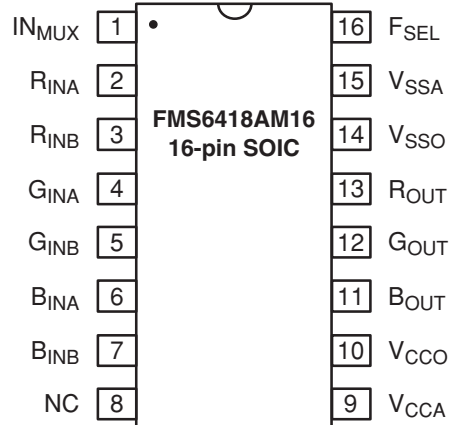 IN_MUX 1 16 F_SEL
R_INA 2 15 V_SSA
FMS6418AM16
R_INB 3 14 V_SSO
16-pin SOIC
G_INA 4 13 R_OUT
G_INB 5 12 G_OUT
B_INA 6 11 B_OUT
B_INB 7 10 V_CCO
NC 8 9 V_CCA